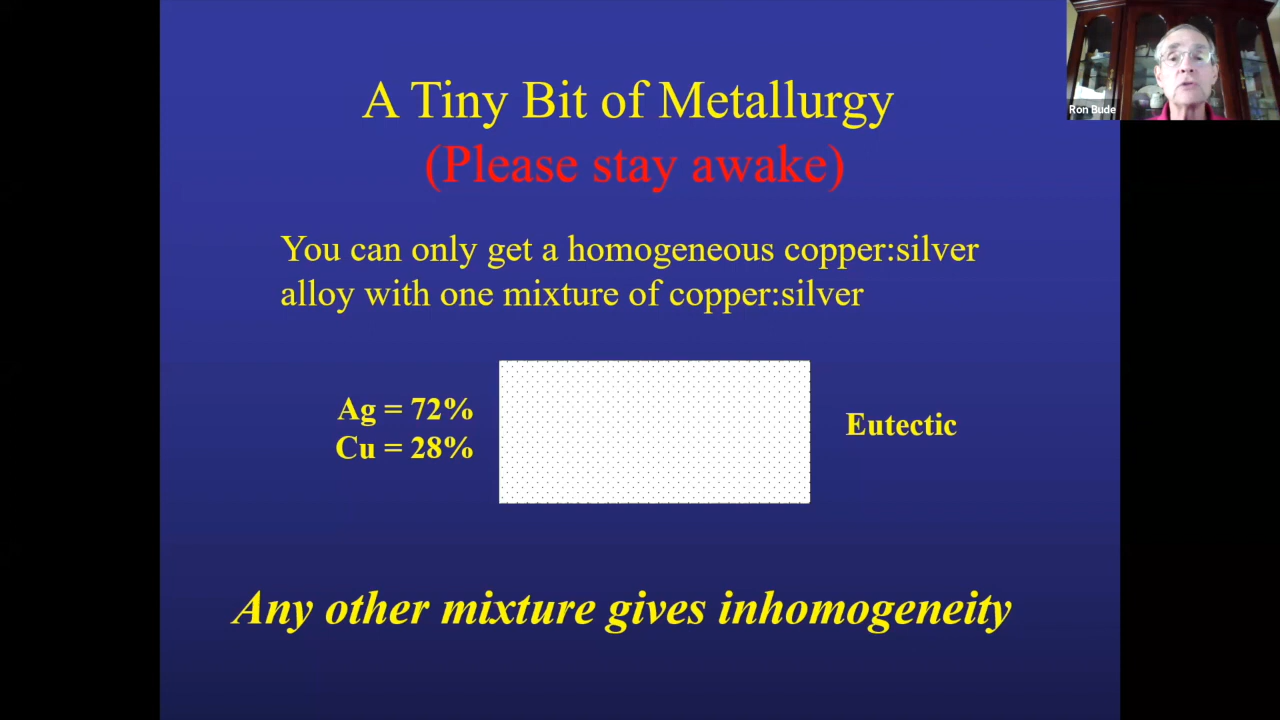 A Tiny Bit of Metallurgy
(Please stay awake)
You can only get a homogeneous copper:silver
alloy with one mixture of copper:silver
Ag = 72%
Cu = 28%
Eutectic
Any other mixture gives inhomogeneity
Ron Bude